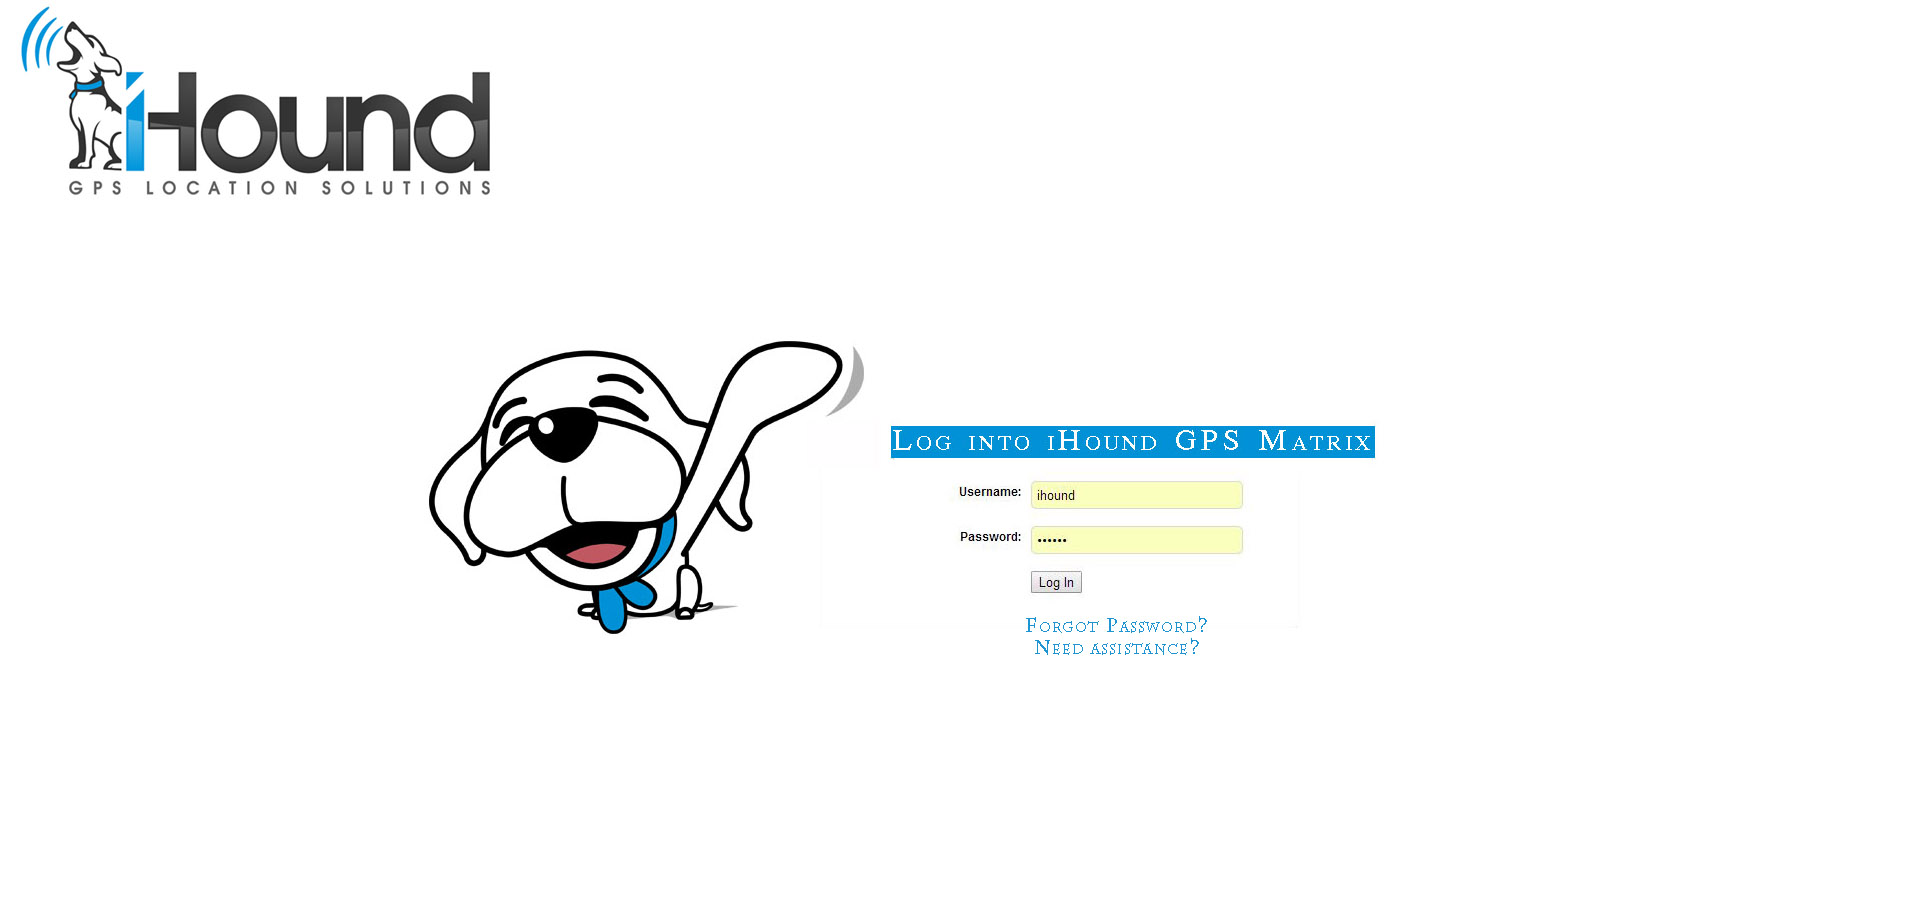 iHound
GPS LOCATION SOLUTIONS
Log into iHound GPS Matrix
Username: ihound
Password: ••••••
Log In
Forgot Password?
Need assistance?